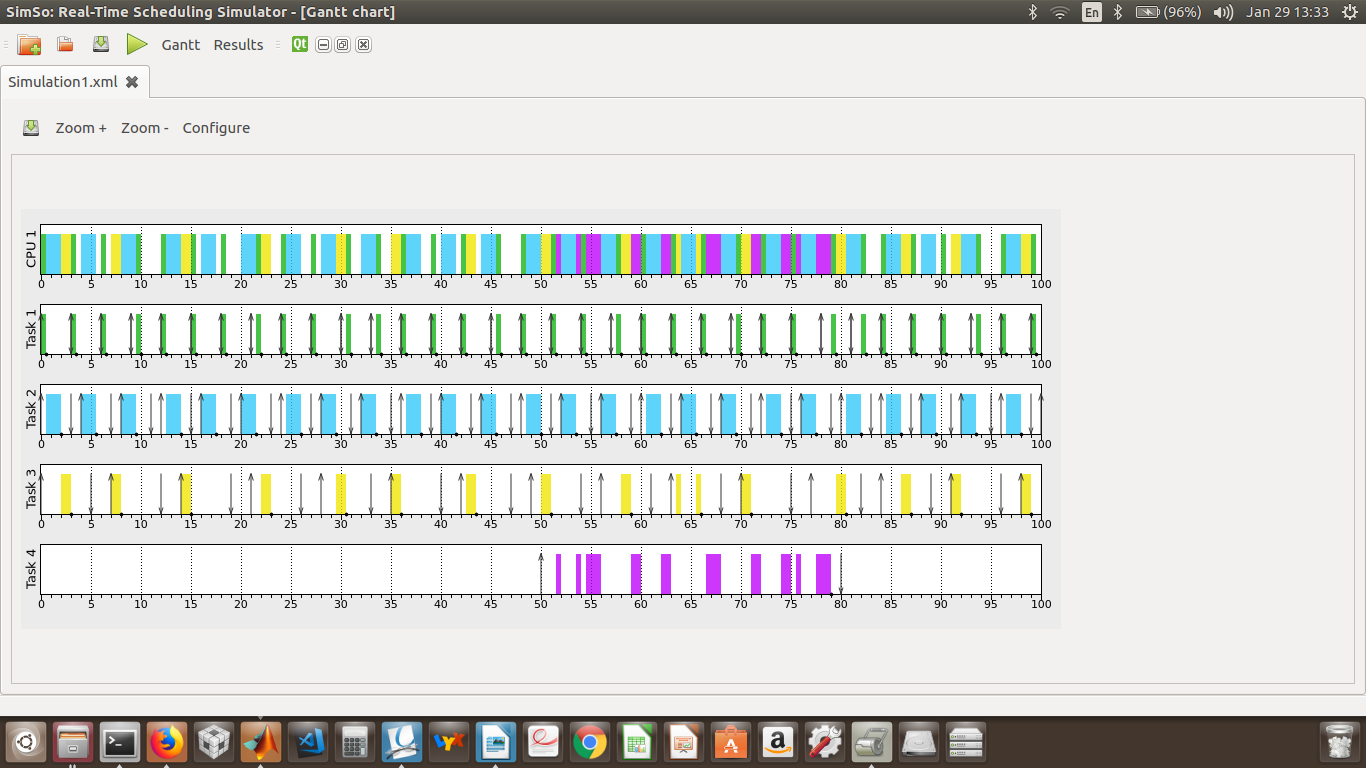 SimSo: Real-Time Scheduling Simulator - [Gantt chart]
En
(96%)
Jan 29 13:33
Gantt
Results
Qt
Simulation1.xml
Zoom +
Zoom -
Configure
CPU 1
0 5 10 15 20 25 30 35 40 45 50 55 60 65 70 75 80 85 90 95 100
Task 1
0 5 10 15 20 25 30 35 40 45 50 55 60 65 70 75 80 85 90 95 100
Task 2
0 5 10 15 20 25 30 35 40 45 50 55 60 65 70 75 80 85 90 95 100
Task 3
0 5 10 15 20 25 30 35 40 45 50 55 60 65 70 75 80 85 90 95 100
Task 4
0 5 10 15 20 25 30 35 40 45 50 55 60 65 70 75 80 85 90 95 100